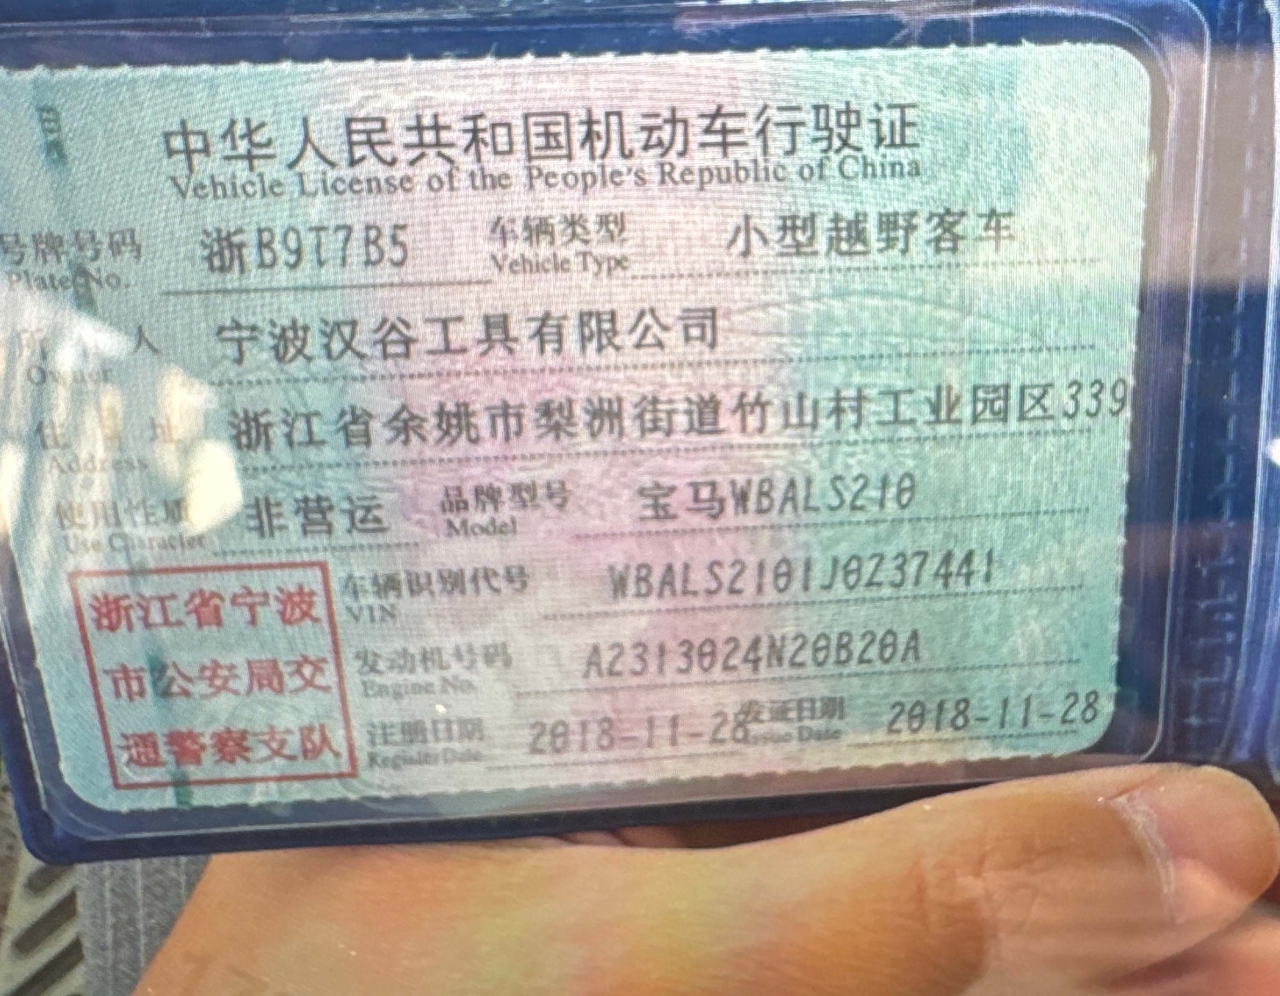 中华人民共和国机动车行驶证
Vehicle License of the People's Republic of China
号牌号码 浙B9T7B5 车辆类型 小型越野客车
Plate No. Vehicle Type
所 有 人 宁波汉谷工具有限公司
Owner
住 址 浙江省余姚市梨洲街道竹山村工业园区339
Address
使用性质 非营运 品牌型号 宝马WBALS210
Use Character Model
车辆识别代号 WBALS2101J0Z37441
VIN
发动机号码 A2313024N20B20A
Engine No.
注册日期 2018-11-28 发证日期 2018-11-28
Register Date Issue Date
浙江省宁波
市公安局交
通警察支队